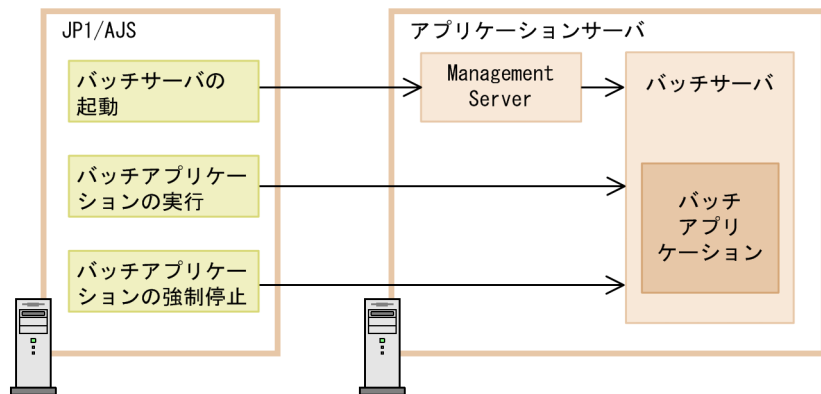 JP1/AJS
バッチサーバの
起動
バッチアプリケー
ションの実行
バッチアプリケー
ションの強制停止
アプリケーションサーバ
Management
Server
バッチサーバ
バッチ
アプリ
ケーション